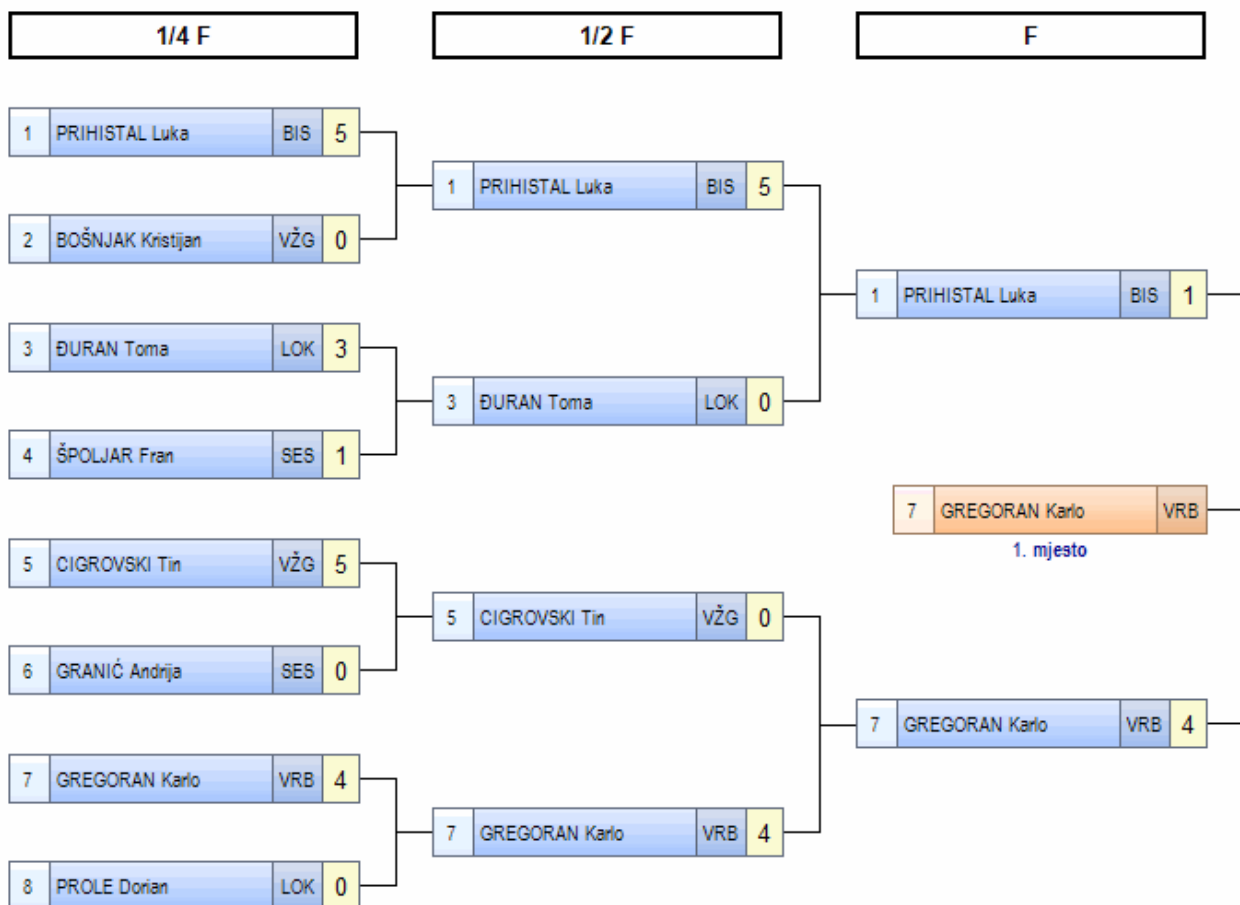 1/4 F
1/2 F
F
1 PRIHISTAL Luka BIS 5
2 BOŠNJAK Kristijan VŽG 0
3 ĐURAN Toma LOK 3
4 ŠPOLJAR Fran SES 1
5 CIGROVSKI Tin VŽG 5
6 GRANIĆ Andrija SES 0
7 GREGORAN Karlo VRB 4
8 PROLE Dorian LOK 0
1 PRIHISTAL Luka BIS 5
3 ĐURAN Toma LOK 0
5 CIGROVSKI Tin VŽG 0
7 GREGORAN Karlo VRB 4
1 PRIHISTAL Luka BIS 1
7 GREGORAN Karlo VRB
1. mjesto
7 GREGORAN Karlo VRB 4